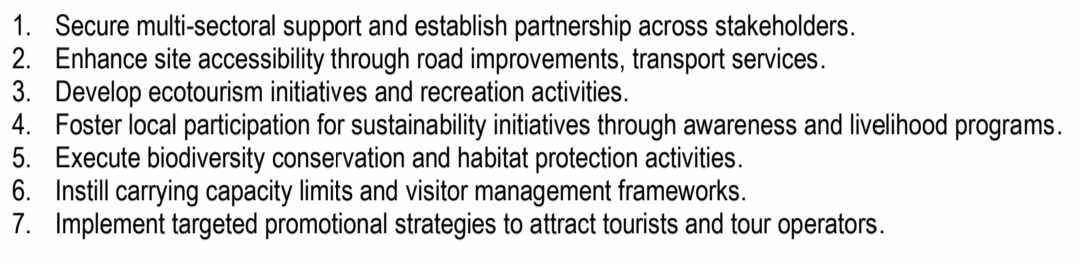 1. Secure multi-sectoral support and establish partnership across stakeholders.
2. Enhance site accessibility through road improvements, transport services.
3. Develop ecotourism initiatives and recreation activities.
4. Foster local participation for sustainability initiatives through awareness and livelihood programs.
5. Execute biodiversity conservation and habitat protection activities.
6. Instill carrying capacity limits and visitor management frameworks.
7. Implement targeted promotional strategies to attract tourists and tour operators.